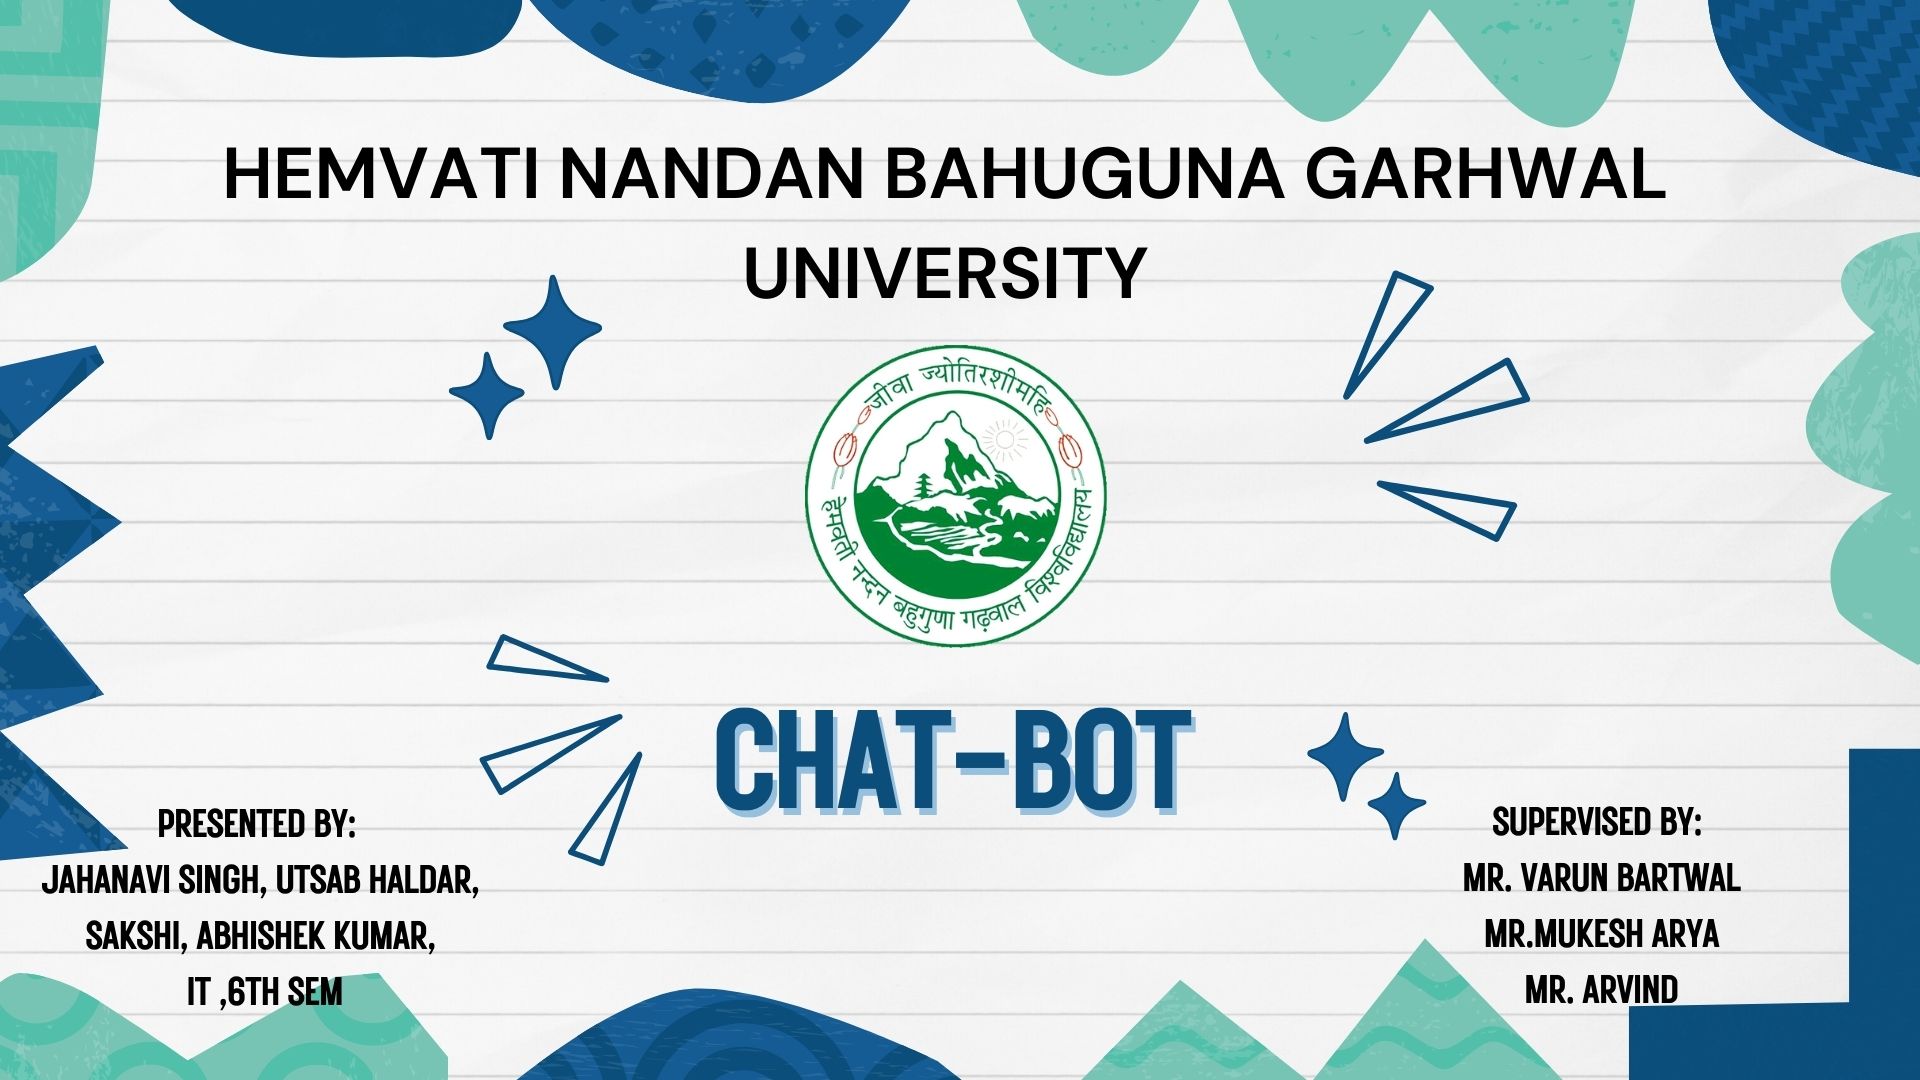 HEMVATI NANDAN BAHUGUNA GARHWAL
UNIVERSITY
जीवा ज्योतिरशीमहि
हेमवती नन्दन बहुगुणा गढ़वाल विश्वविद्यालय
CHAT-BOT
PRESENTED BY:
JAHANAVI SINGH, UTSAB HALDAR,
SAKSHI, ABHISHEK KUMAR,
IT ,6TH SEM
SUPERVISED BY:
MR. VARUN BARTWAL
MR.MUKESH ARYA
MR. ARVIND